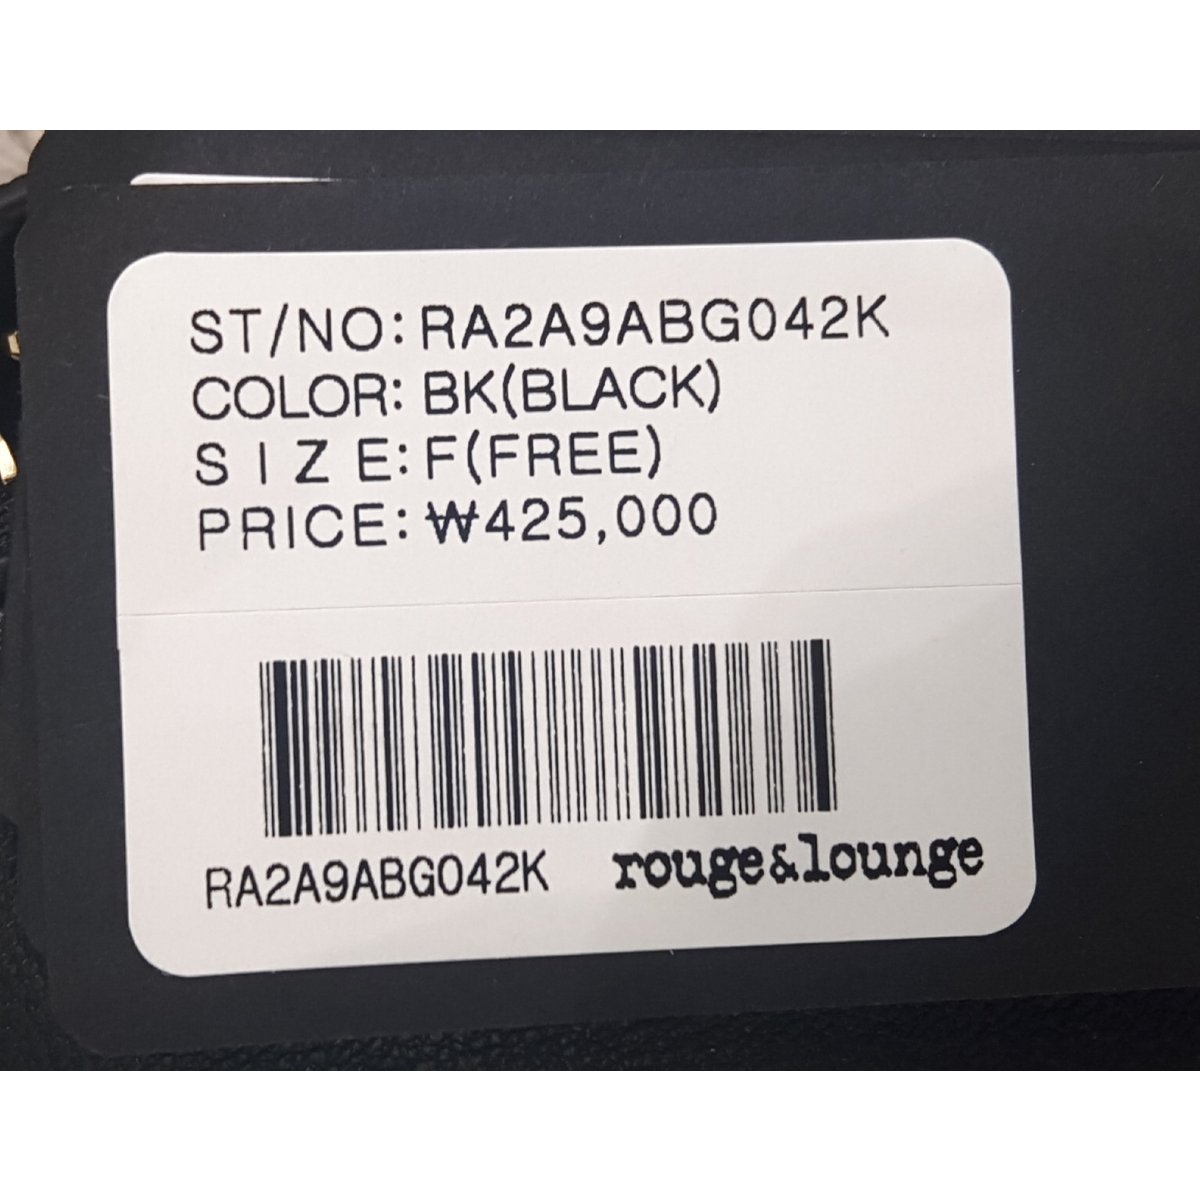 ST/NO: RA2A9ABG042K
COLOR: BK(BLACK)
SIZE: F(FREE)
PRICE: ₩425,000
RA2A9ABG042K rouge&lounge